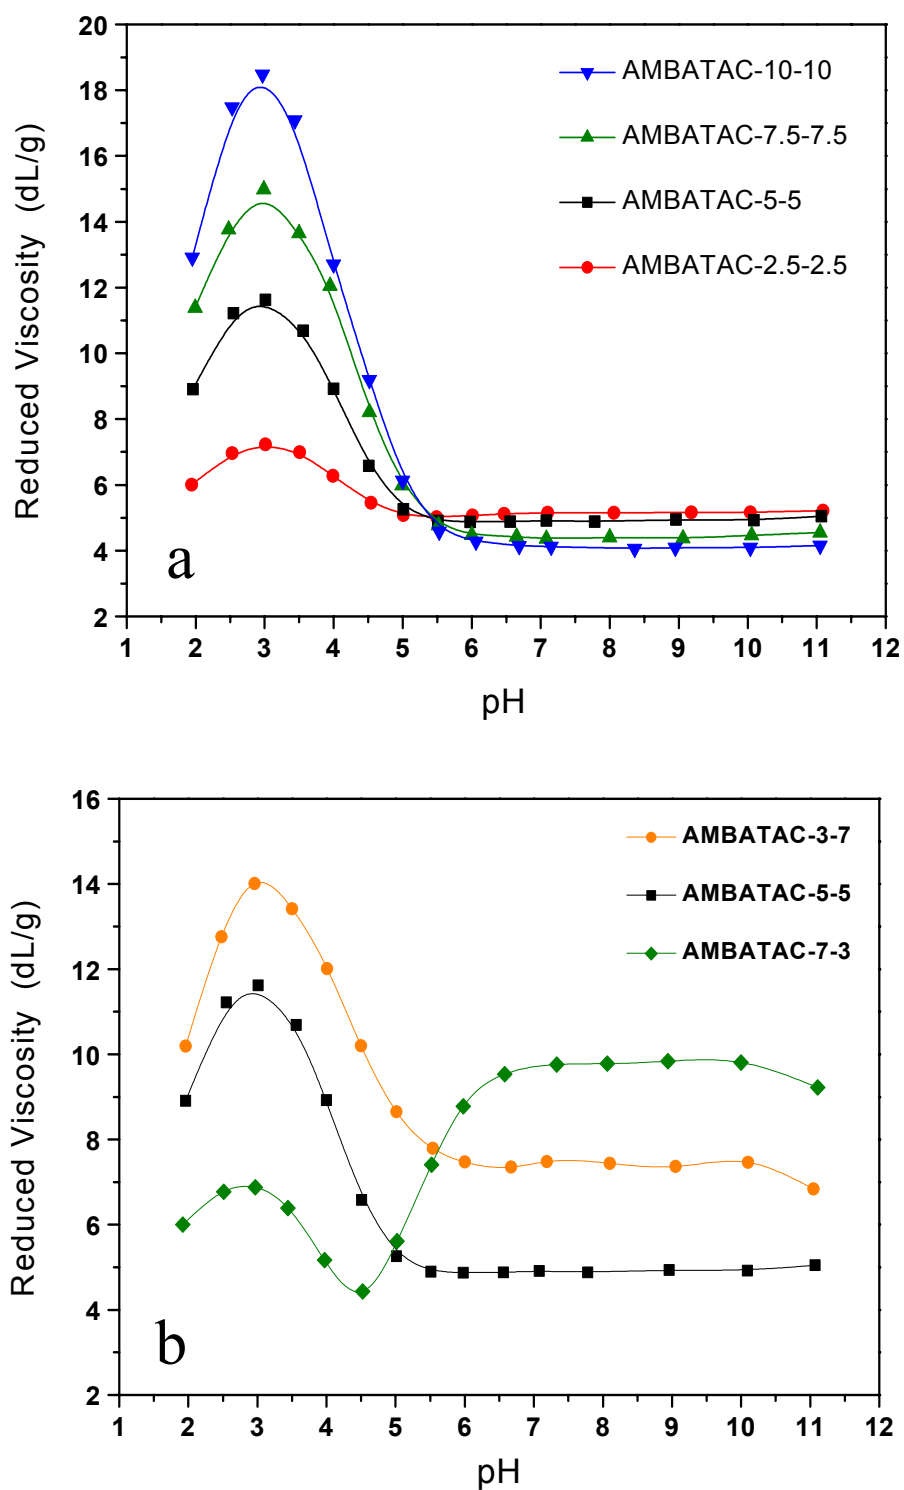 20
18
16
14
12
10
8
6
4
2
Reduced Viscosity (dL/g)
AMBATAC-10-10
AMBATAC-7.5-7.5
AMBATAC-5-5
AMBATAC-2.5-2.5
a
1 2 3 4 5 6 7 8 9 10 11 12
pH
16
14
12
10
8
6
4
2
Reduced Viscosity (dL/g)
AMBATAC-3-7
AMBATAC-5-5
AMBATAC-7-3
b
1 2 3 4 5 6 7 8 9 10 11 12
pH